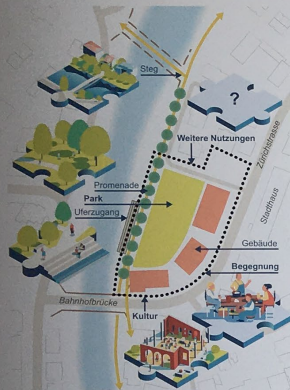 Steg
?
Weitere Nutzungen
Zürichstrasse
Promenade
Park
Uferzugang
Stadthaus
Gebäude
Begegnung
Bahnhofbrücke
Kultur